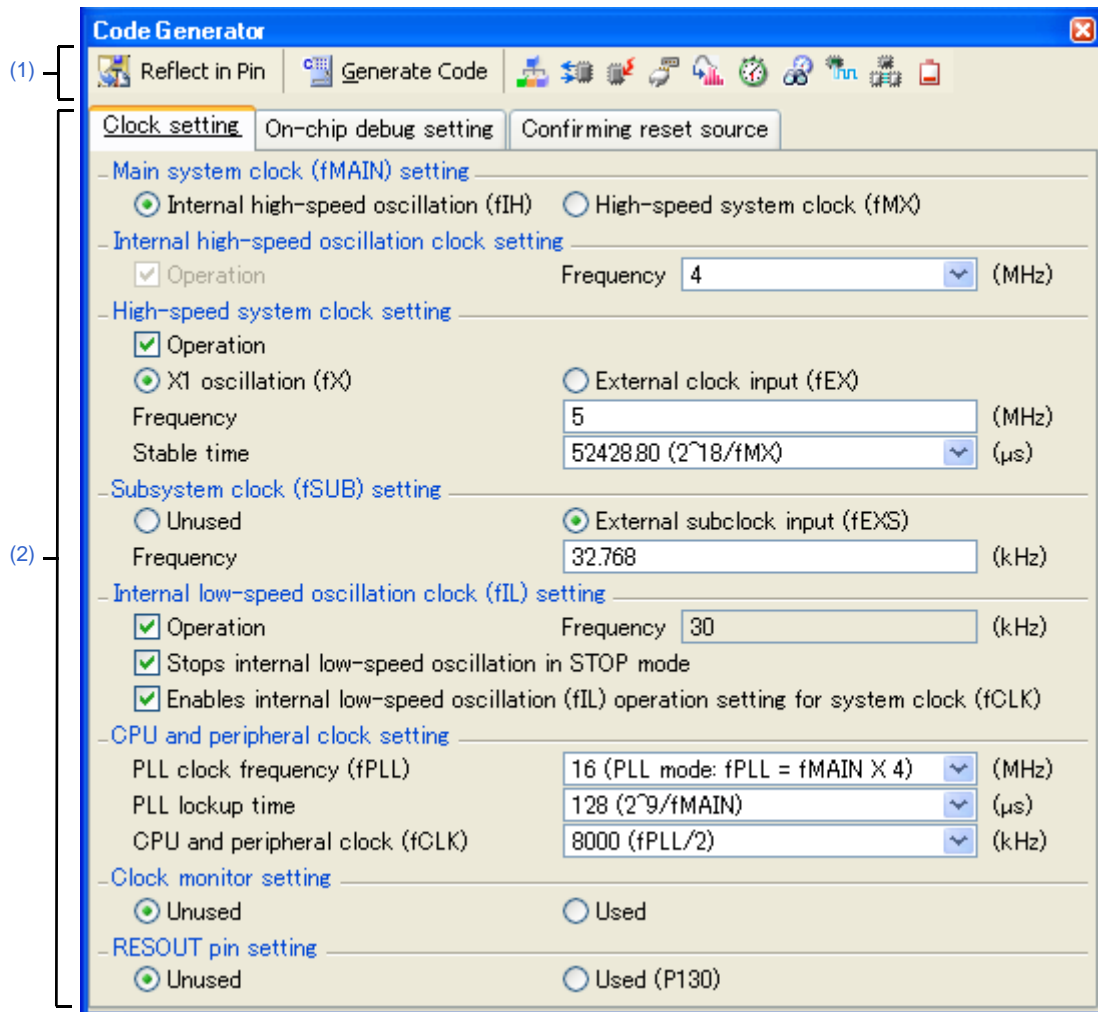 Code Generator
(1)
Reflect in Pin Generate Code
Clock setting On-chip debug setting Confirming reset source
Main system clock (fMAIN) setting
Internal high-speed oscillation (fIH) High-speed system clock (fMX)
Internal high-speed oscillation clock setting
Operation Frequency 4 (MHz)
High-speed system clock setting
Operation
X1 oscillation (fX) External clock input (fEX)
Frequency 5 (MHz)
Stable time 52428.80 (2^18/fMX) (µs)
Subsystem clock (fSUB) setting
Unused External subclock input (fEXS)
(2)
Frequency 32.768 (kHz)
Internal low-speed oscillation clock (fIL) setting
Operation Frequency 30 (kHz)
Stops internal low-speed oscillation in STOP mode
Enables internal low-speed oscillation (fIL) operation setting for system clock (fCLK)
CPU and peripheral clock setting
PLL clock frequency (fPLL) 16 (PLL mode: fPLL = fMAIN X 4) (MHz)
PLL lockup time 128 (2^9/fMAIN) (µs)
CPU and peripheral clock (fCLK) 8000 (fPLL/2) (kHz)
Clock monitor setting
Unused Used
RESOUT pin setting
Unused Used (P130)